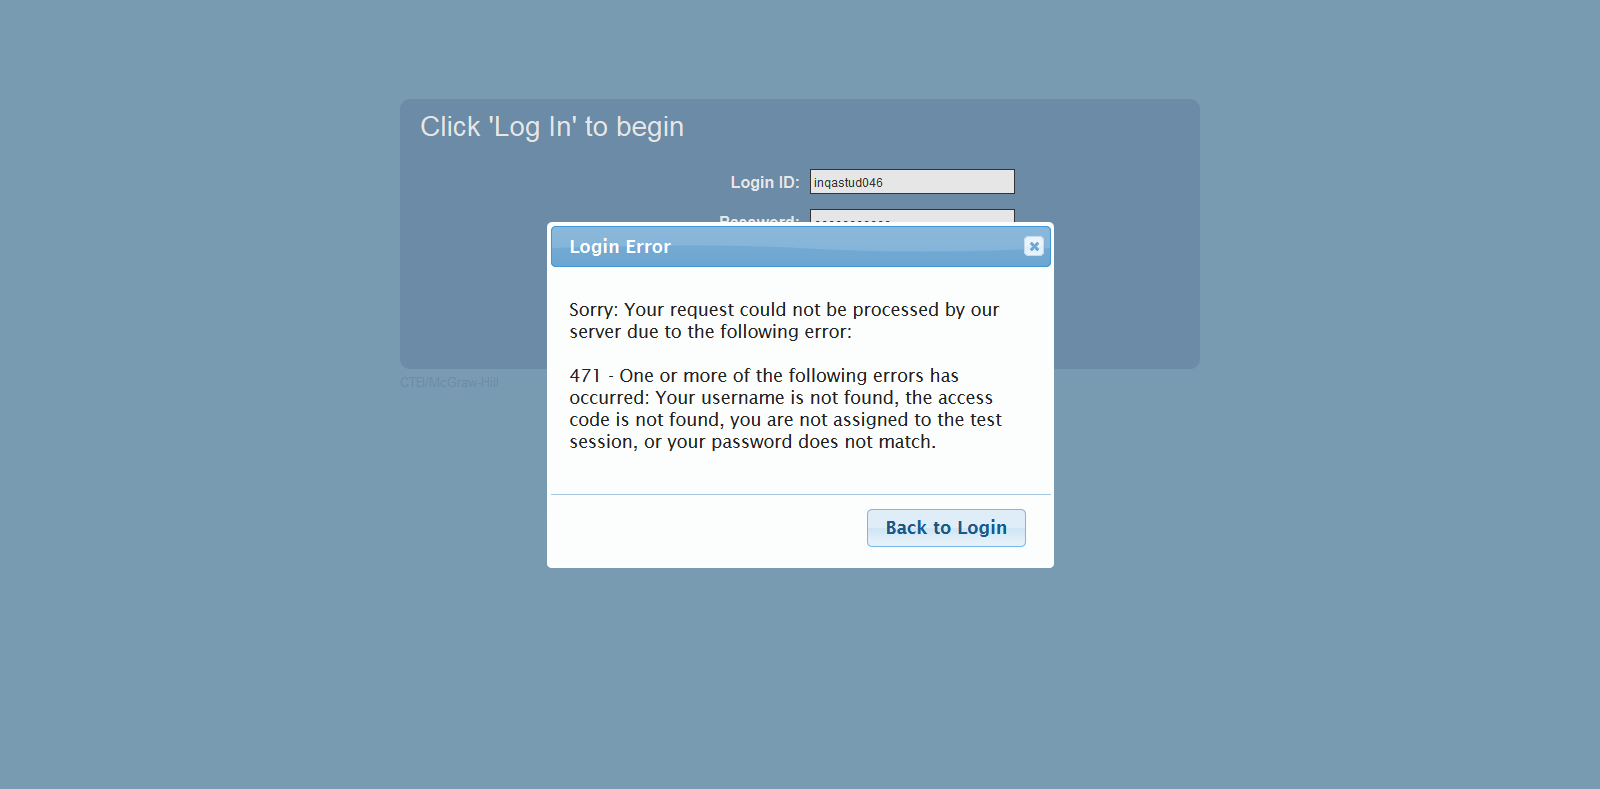 Click 'Log In' to begin
Login ID: inqastud046
Password:
Login Error
Sorry: Your request could not be processed by our
server due to the following error:
471 - One or more of the following errors has
occurred: Your username is not found, the access
code is not found, you are not assigned to the test
session, or your password does not match.
Back to Login
CTB/McGraw-Hill